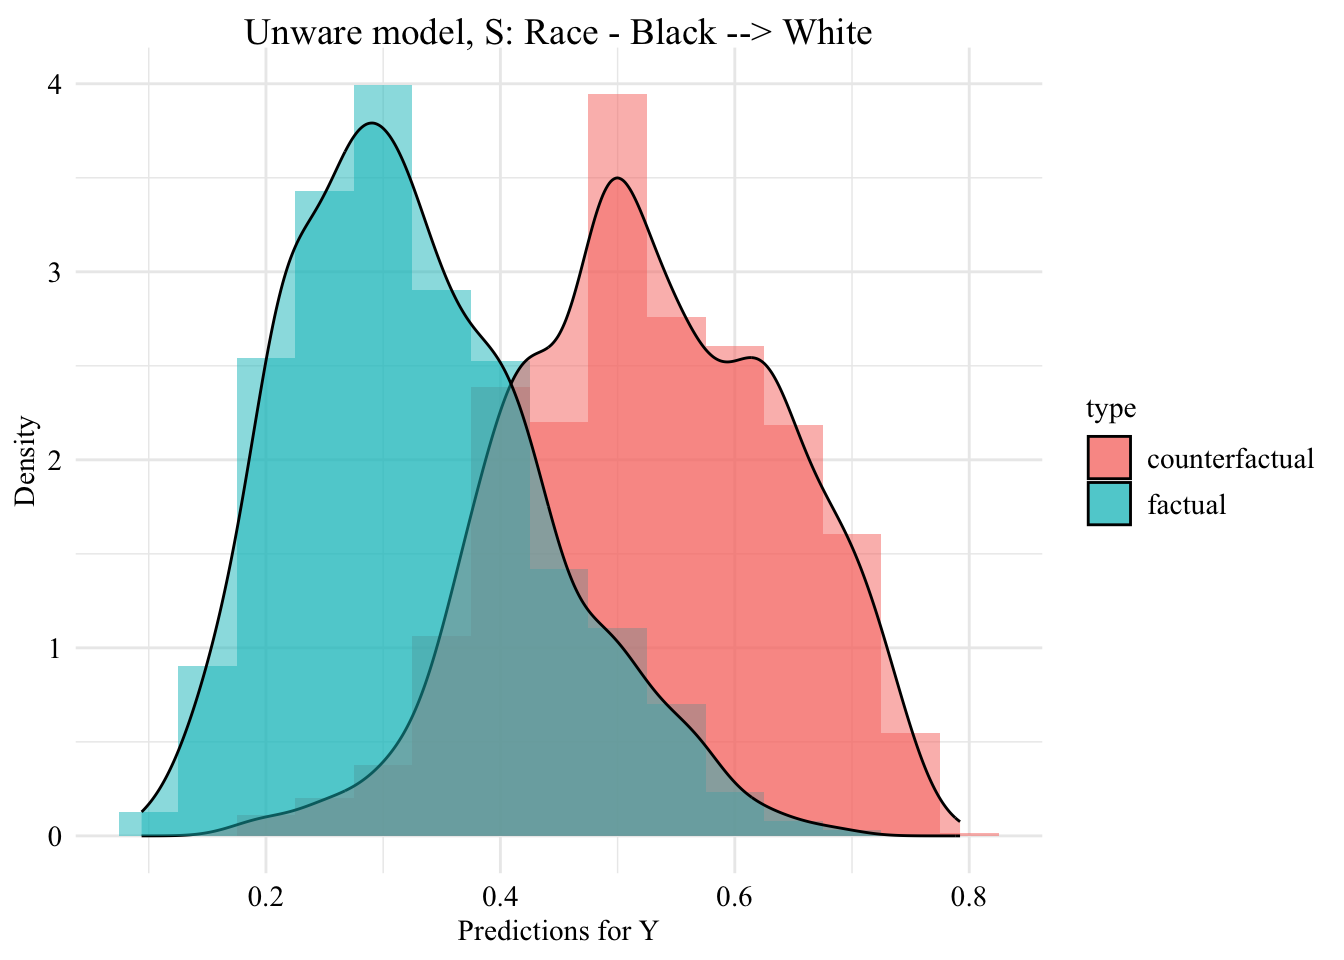 Unware model, S: Race - Black --> White
4
3
2
1
0
Density
0.2
0.4
0.6
0.8
Predictions for Y
type
counterfactual
factual